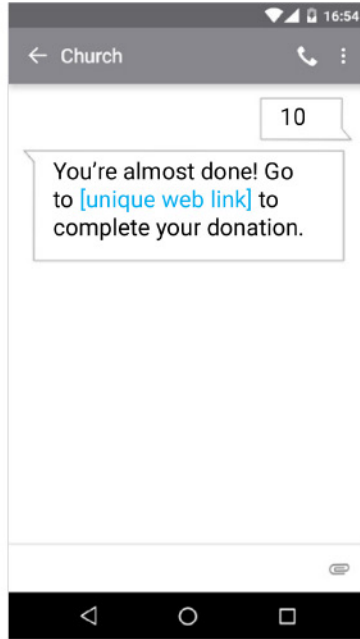 16:54
Church
10
You’re almost done! Go
to [unique web link] to
complete your donation.